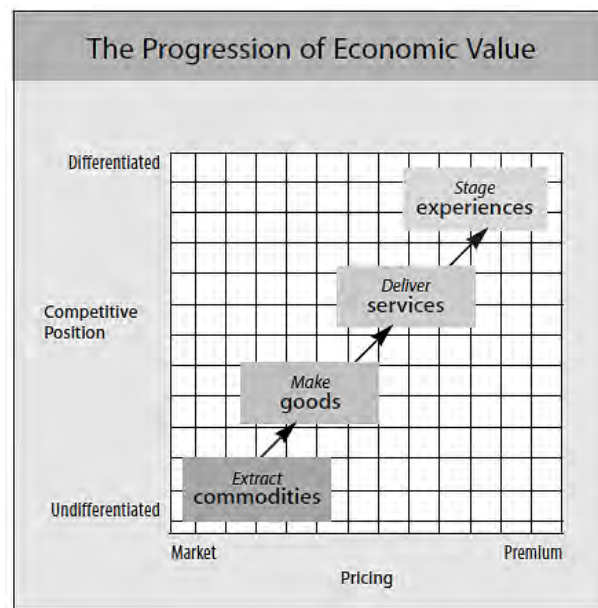 The Progression of Economic Value
Differentiated
Stage
experiences
Deliver
services
Competitive
Position
Make
goods
Extract
commodities
Undifferentiated
Market
Premium
Pricing